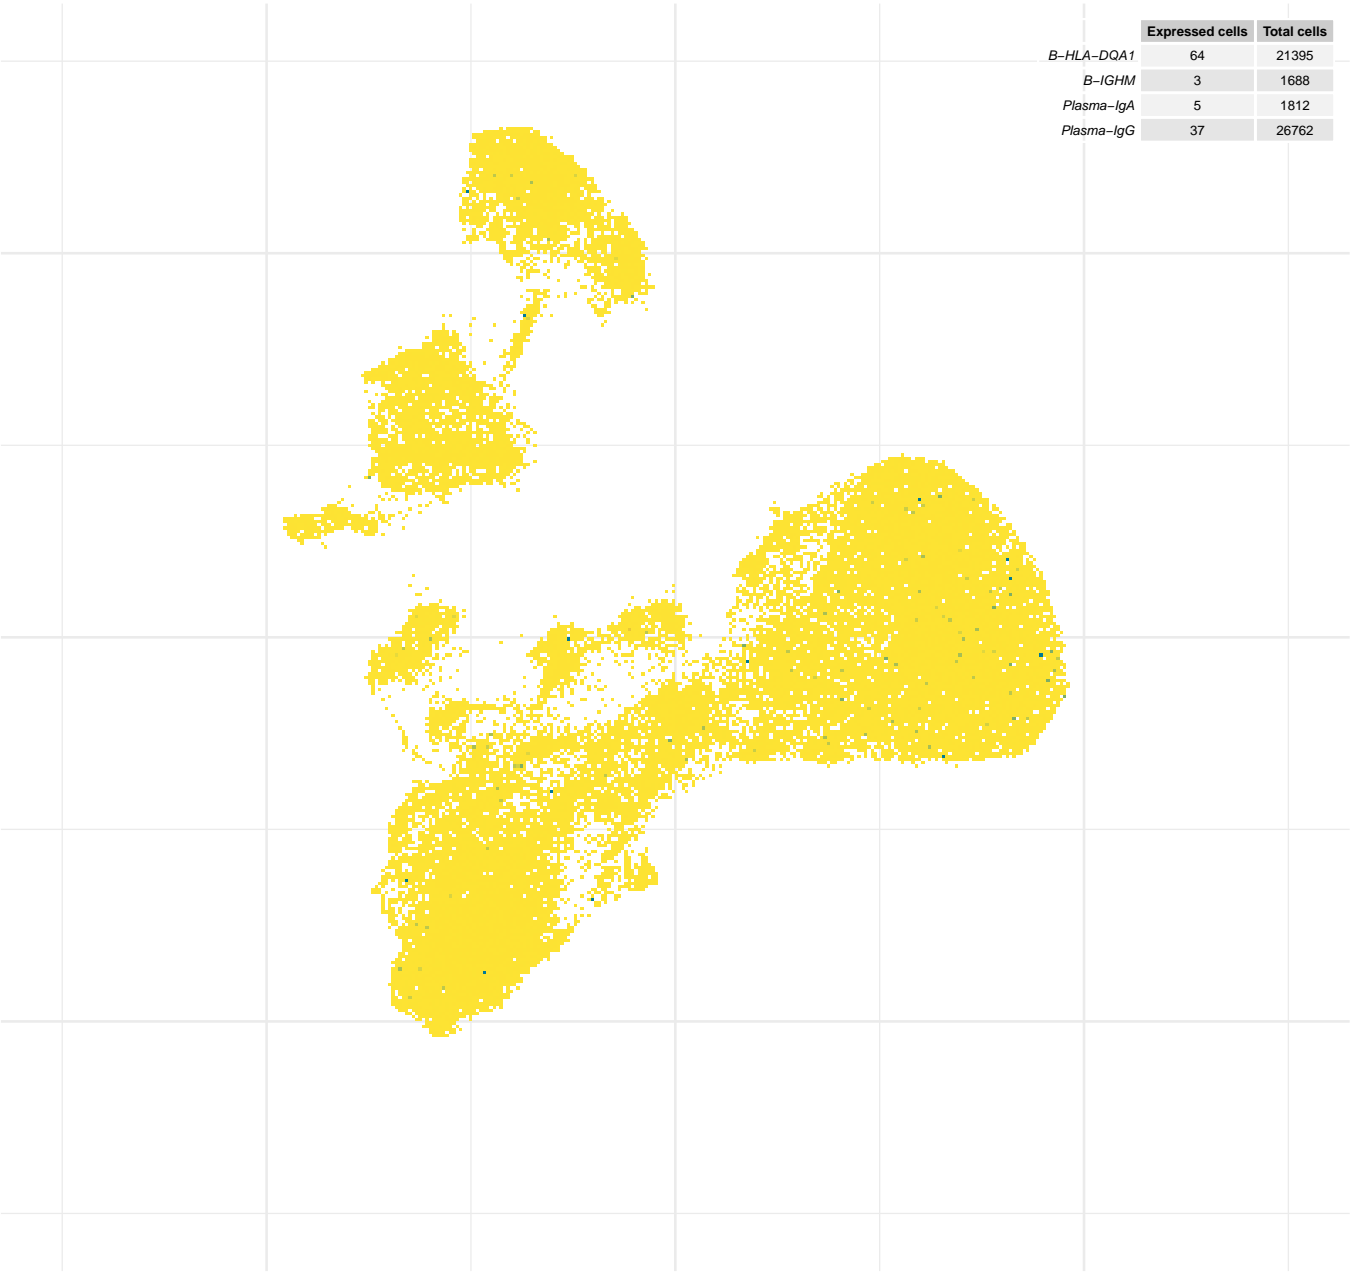 Expressed cells Total cells
B−HLA−DQA1 64 21395
B−IGHM 3 1688
Plasma−IgA 5 1812
Plasma−IgG 37 26762